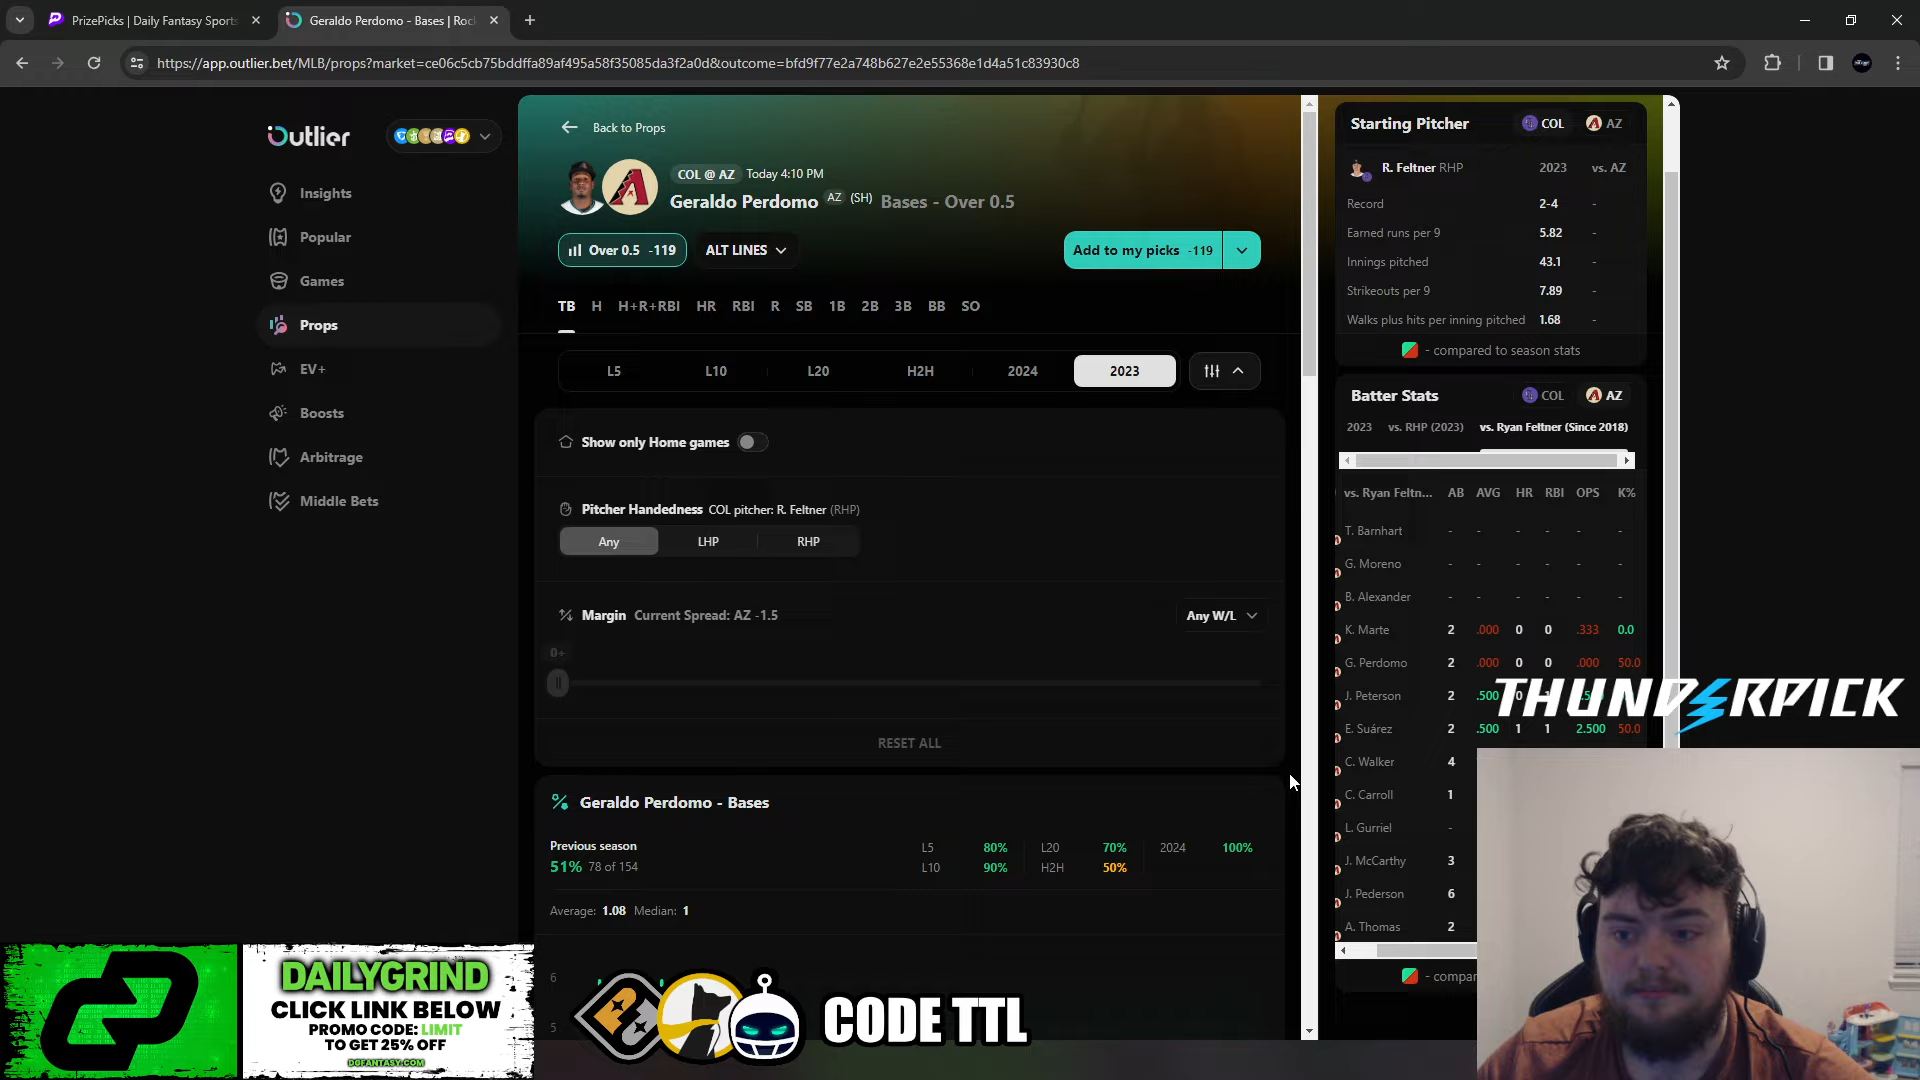 PrizePicks | Daily Fantasy Sports
Geraldo Perdomo - Bases | Roc
https://app.outlier.bet/MLB/props?market=ce06c5cb75bddffa89af495a58f35085da3f2a0d&outcome=bfd9f77e2a748b627e2e55368e1d4a51c83930c8
Outlier
Insights
Popular
Games
Props
EV+
Boosts
Arbitrage
Middle Bets
Back to Props
COL @ AZ Today 4:10 PM
Geraldo Perdomo AZ (SH) Bases - Over 0.5
Over 0.5 -119 ALT LINES
Add to my picks -119
TB H H+R+RBI HR RBI R SB 1B 2B 3B BB SO
L5 L10 L20 H2H 2024 2023
Show only Home games
Pitcher Handedness COL pitcher: R. Feltner (RHP)
Any LHP RHP
Margin Current Spread: AZ -1.5
Any W/L
0+
RESET ALL
Geraldo Perdomo - Bases
Previous season
51% 78 of 154
L5 80% L20 70% 2024 100%
L10 90% H2H 50%
Average: 1.08 Median: 1
6
5
Starting Pitcher COL AZ
R. Feltner RHP 2023 vs. AZ
Record 2-4 -
Earned runs per 9 5.82 -
Innings pitched 43.1 -
Strikeouts per 9 7.89 -
Walks plus hits per inning pitched 1.68 -
- compared to season stats
Batter Stats COL AZ
2023 vs. RHP (2023) vs. Ryan Feltner (Since 2018)
vs. Ryan Feltn... AB AVG HR RBI OPS K%
T. Barnhart - - - - - -
G. Moreno - - - - - -
B. Alexander - - - - - -
K. Marte 2 .000 0 0 .333 0.0
G. Perdomo 2 .000 0 0 .000 50.0
J. Peterson 2 .500
E. Suárez 2 .500 1 1 2.500 50.0
C. Walker 4
C. Carroll 1
L. Gurriel -
J. McCarthy 3
J. Pederson 6
A. Thomas 2
- compar
THUNDERPICK
DAILYGRIND
CLICK LINK BELOW
PROMO CODE: LIMIT
TO GET 25% OFF
DGFANTASY.COM
CODE TTL